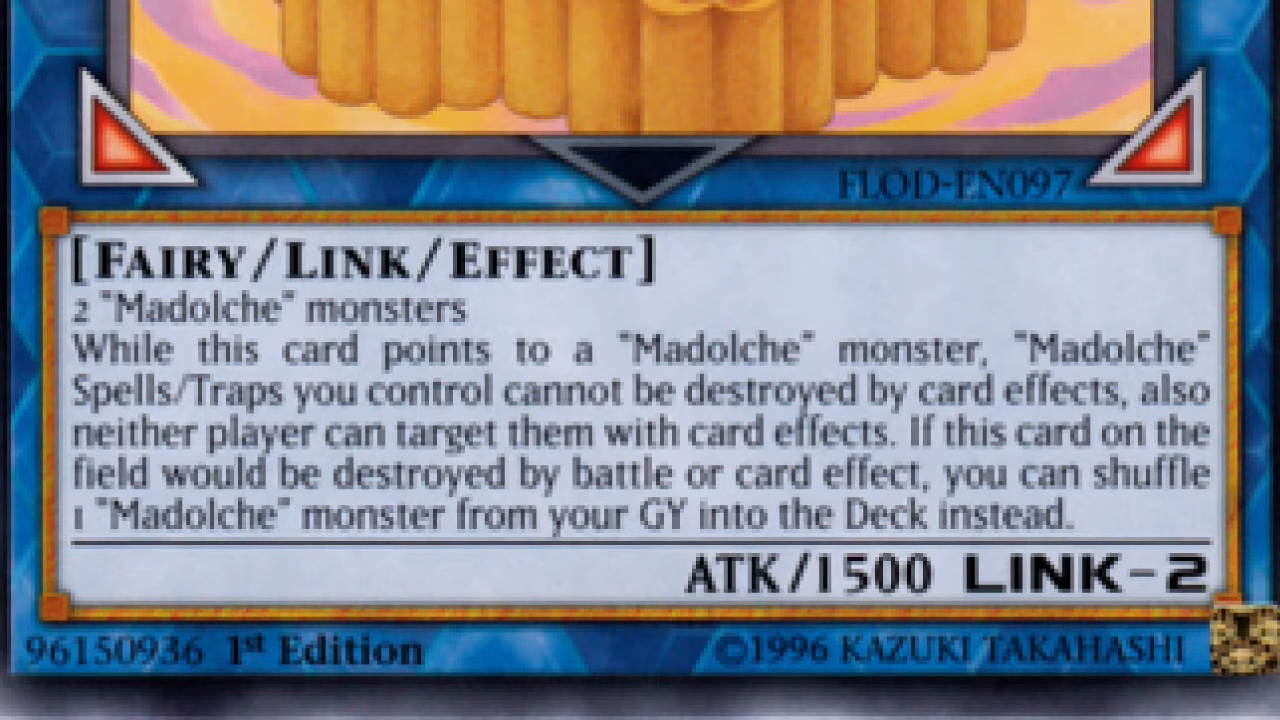 FLOD-EN097
[FAIRY/LINK/EFFECT]
2 "Madolche" monsters
While this card points to a "Madolche" monster, "Madolche"
Spells/Traps you control cannot be destroyed by card effects, also
neither player can target them with card effects. If this card on the
field would be destroyed by battle or card effect, you can shuffle
1 "Madolche" monster from your GY into the Deck instead.
ATK/1500 LINK-2
96150936 1st Edition ©1996 KAZUKI TAKAHASHI